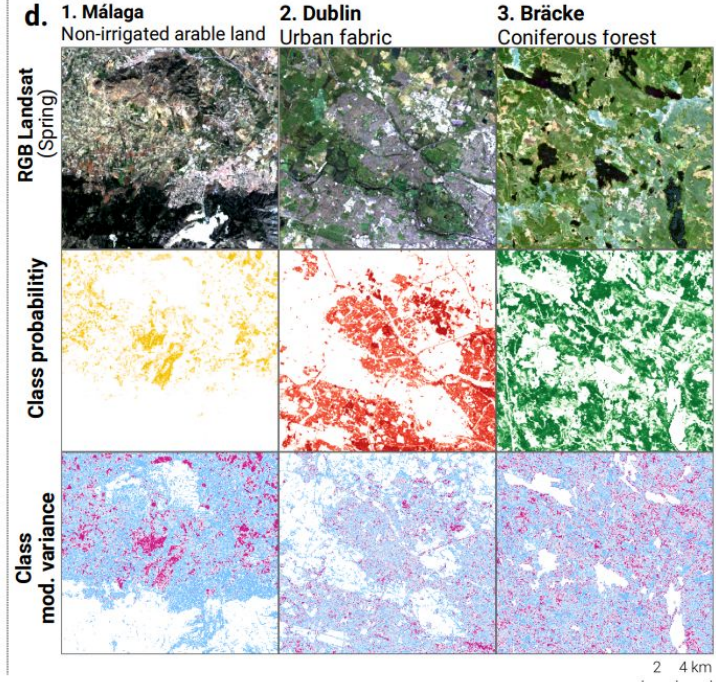 d.
1. Málaga
Non-irrigated arable land
2. Dublin
Urban fabric
3. Bräcke
Coniferous forest
RGB Landsat
(Spring)
Class probabilitiy
Class
mod. variance
2 4 km